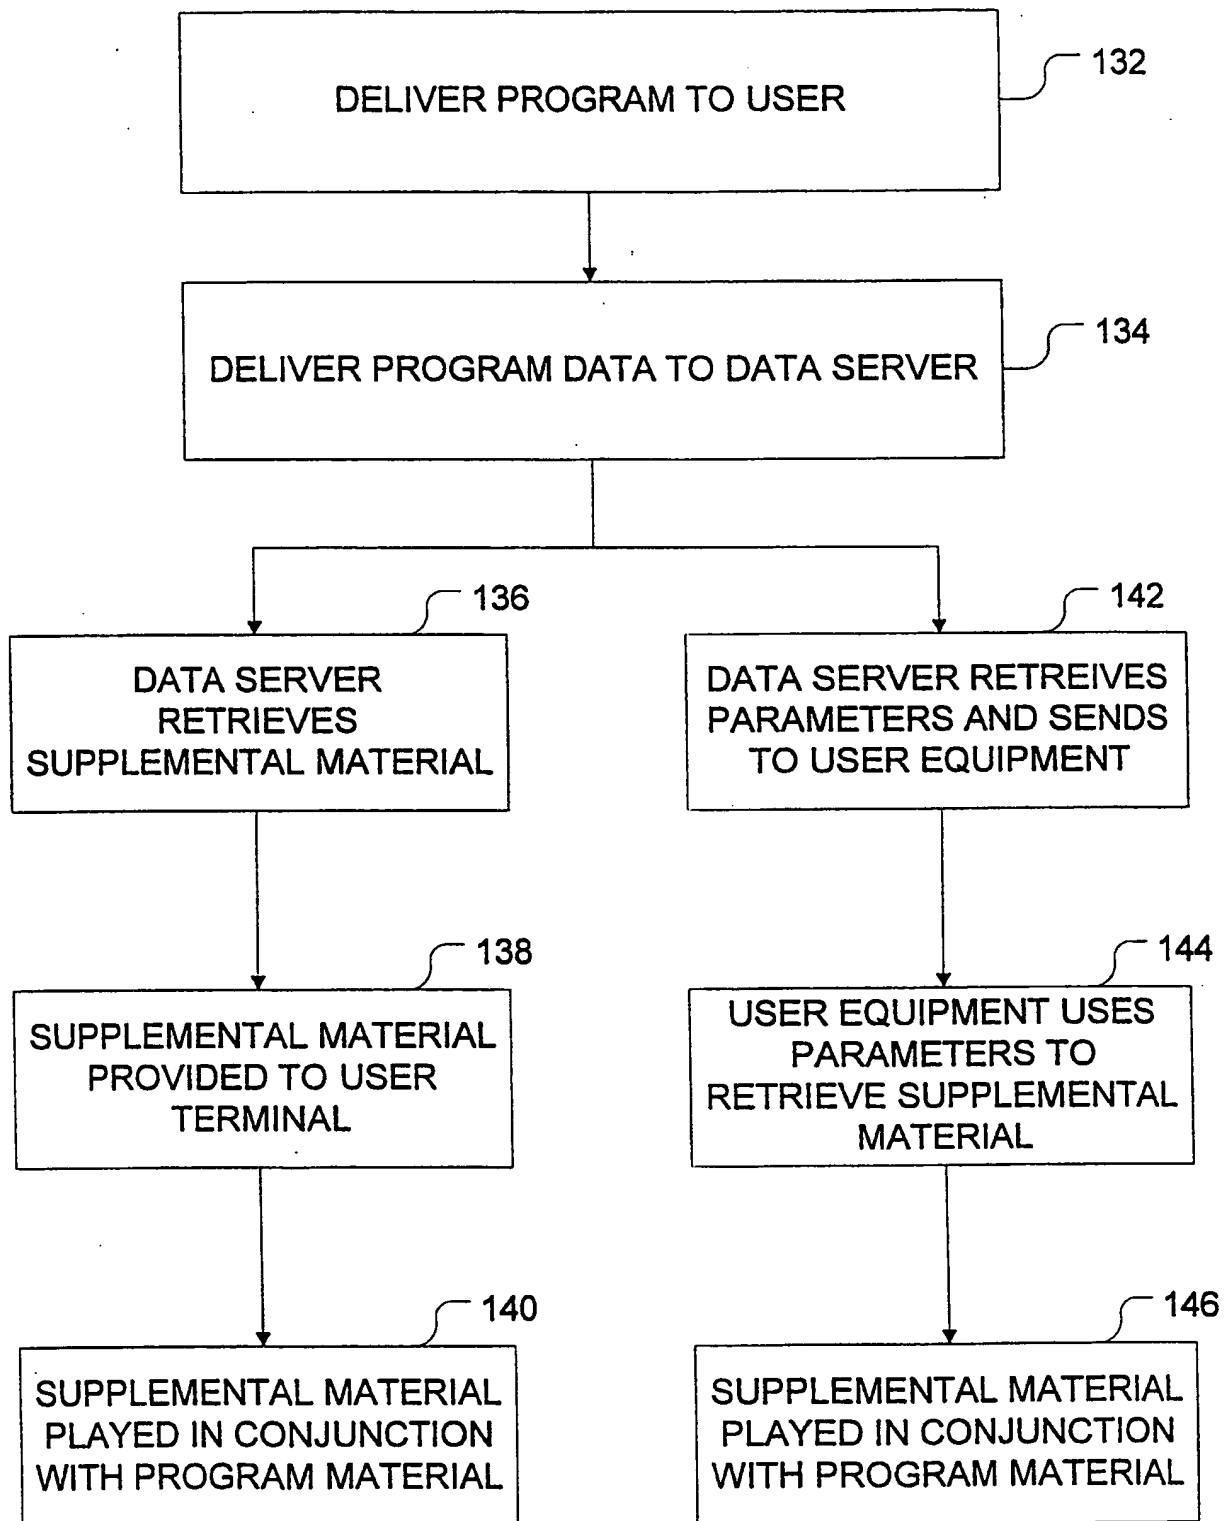 DELIVER PROGRAM TO USER
132
DELIVER PROGRAM DATA TO DATA SERVER
134
136
DATA SERVER
RETRIEVES
SUPPLEMENTAL MATERIAL
142
DATA SERVER RETREIVES
PARAMETERS AND SENDS
TO USER EQUIPMENT
138
SUPPLEMENTAL MATERIAL
PROVIDED TO USER
TERMINAL
144
USER EQUIPMENT USES
PARAMETERS TO
RETRIEVE SUPPLEMENTAL
MATERIAL
140
SUPPLEMENTAL MATERIAL
PLAYED IN CONJUNCTION
WITH PROGRAM MATERIAL
146
SUPPLEMENTAL MATERIAL
PLAYED IN CONJUNCTION
WITH PROGRAM MATERIAL